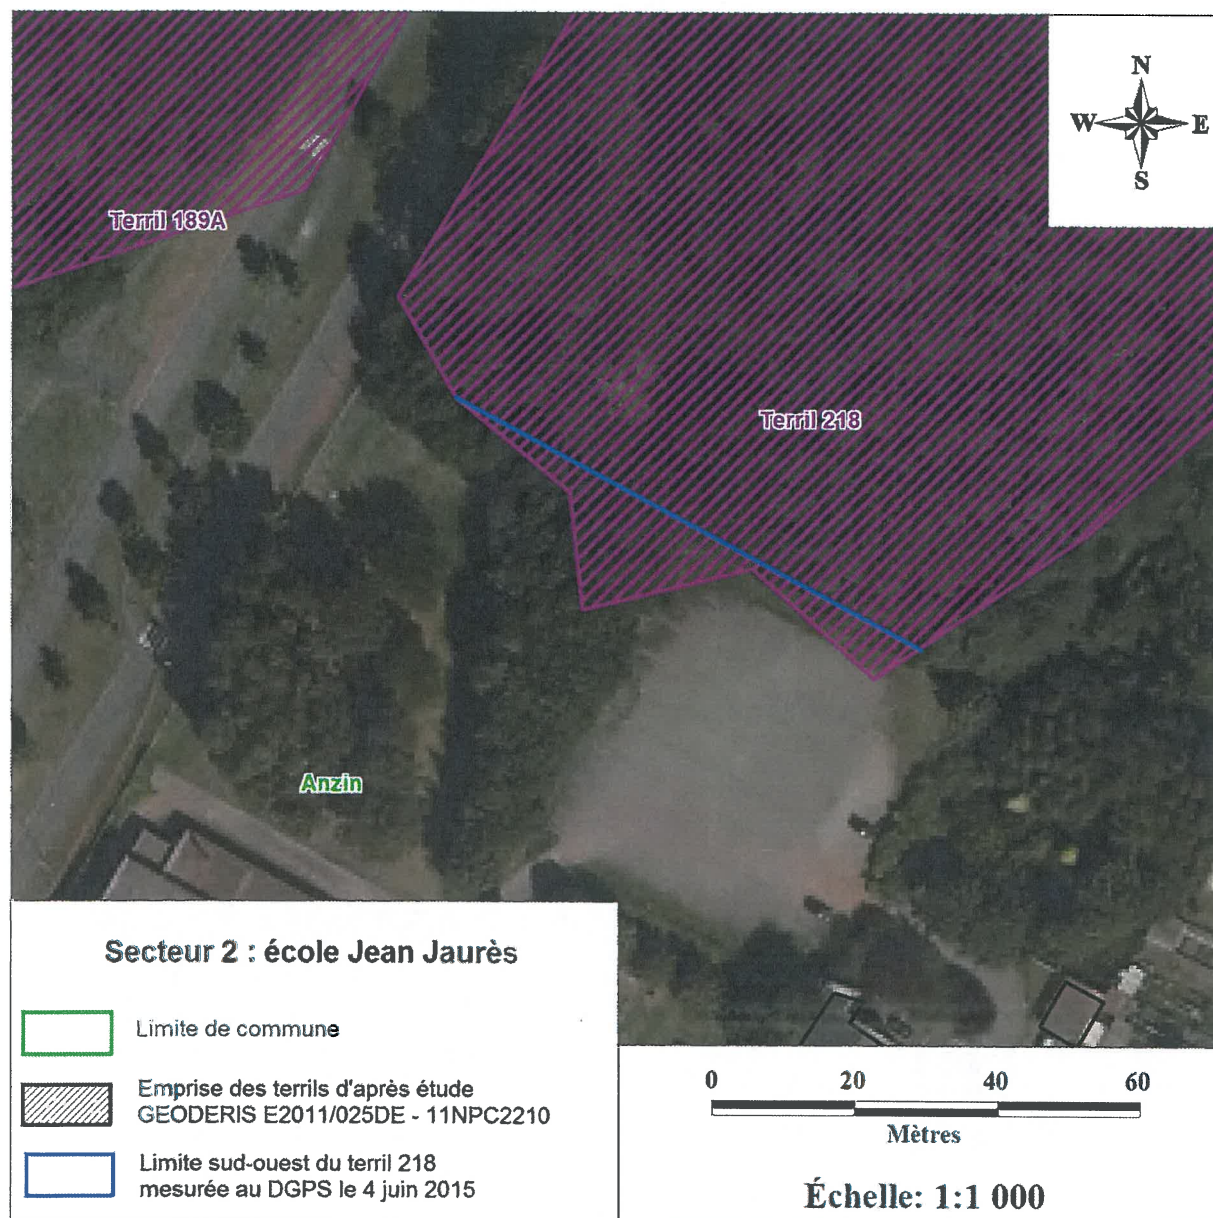 N
W E
S
Terril 189A
Terril 218
Anzin
Secteur 2 : école Jean Jaurès
Limite de commune
Emprise des terrils d'après étude
GEODERIS E2011/025DE - 11NPC2210
Limite sud-ouest du terril 218
mesurée au DGPS le 4 juin 2015
0 20 40 60
Mètres
Échelle: 1:1 000